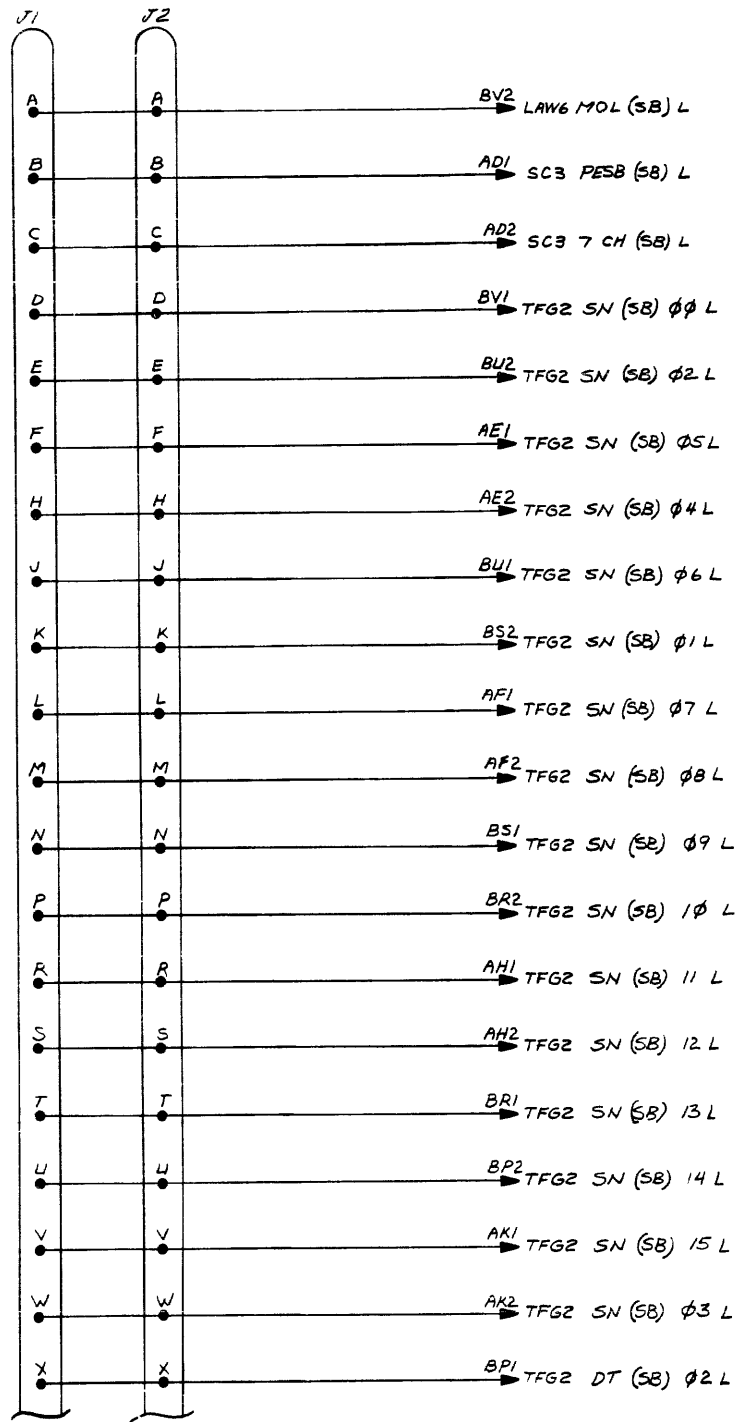 J1 J2
A A BV2 LAW6 MOL (SB) L
B B AD1 SC3 PESB (SB) L
C C AD2 SC3 7 CH (SB) L
D D BV1 TFG2 SN (SB) ØØ L
E E BU2 TFG2 SN (SB) Ø2 L
F F AE1 TFG2 SN (SB) Ø5 L
H H AE2 TFG2 SN (SB) Ø4 L
J J BU1 TFG2 SN (SB) Ø6 L
K K BS2 TFG2 SN (SB) Ø1 L
L L AF1 TFG2 SN (SB) Ø7 L
M M AF2 TFG2 SN (SB) Ø8 L
N N BS1 TFG2 SN (SB) Ø9 L
P P BR2 TFG2 SN (SB) 1Ø L
R R AH1 TFG2 SN (SB) 11 L
S S AH2 TFG2 SN (SB) 12 L
T T BR1 TFG2 SN (SB) 13 L
U U BP2 TFG2 SN (SB) 14 L
V V AK1 TFG2 SN (SB) 15 L
W W AK2 TFG2 SN (SB) Ø3 L
X X BP1 TFG2 DT (SB) Ø2 L